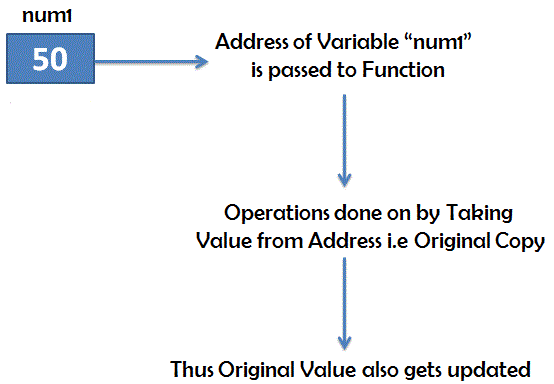 num1
50
Address of Variable “num1”
is passed to Function
Operations done on by Taking
Value from Address i.e Original Copy
Thus Original Value also gets updated